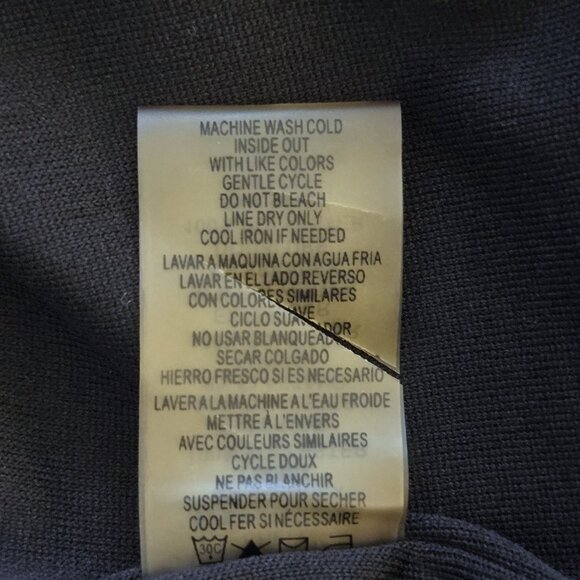 MACHINE WASH COLD
INSIDE OUT
WITH LIKE COLORS
GENTLE CYCLE
DO NOT BLEACH
LINE DRY ONLY
COOL IRON IF NEEDED
LAVAR A MAQUINA CON AGUA FRIA
LAVAR EN EL LADO REVERSO
CON COLORES SIMILARES
CICLO SUAVE
NO USAR BLANQUEADOR
SECAR COLGADO
HIERRO FRESCO SI ES NECESARIO
LAVER A LA MACHINE A L'EAU FROIDE
METTRE À L'ENVERS
AVEC COULEURS SIMILAIRES
CYCLE DOUX
NE PAS BLANCHIR
SUSPENDER POUR SECHER
COOL FER SI NÉCESSAIRE
30C